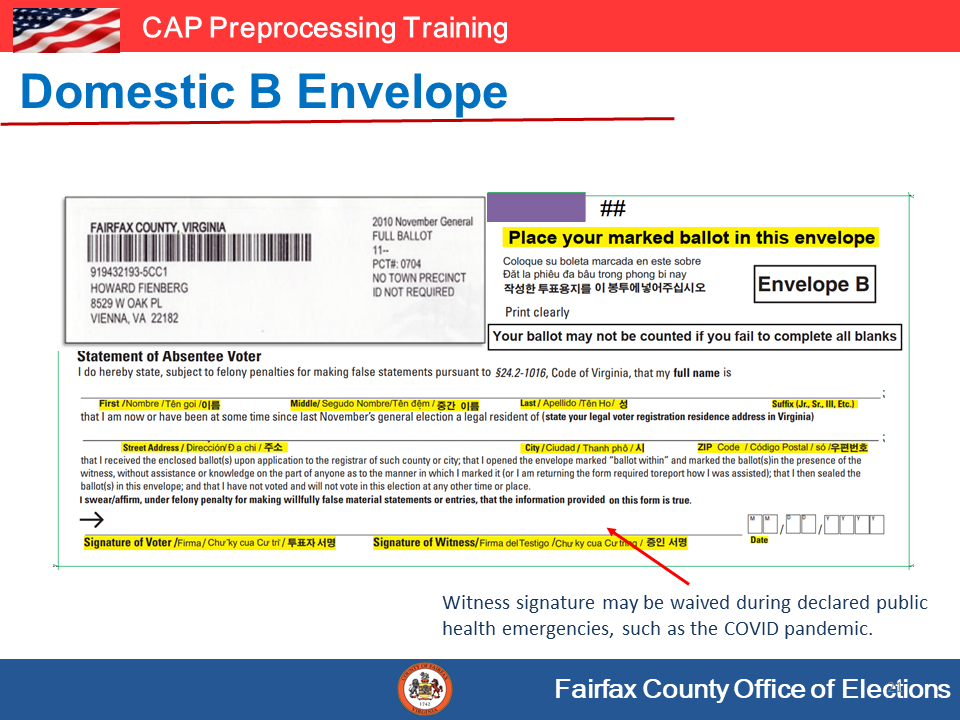 CAP Preprocessing Training
Domestic B Envelope
FAIRFAX COUNTY, VIRGINIA
919432193-5CC1
HOWARD FIENBERG
8529 W OAK PL
VIENNA, VA 22182
2010 November General
FULL BALLOT
11--
PCT#: 0704
NO TOWN PRECINCT
ID NOT REQUIRED
##
Place your marked ballot in this envelope
Coloque su boleta marcada en este sobre
Đăt la phiêu đa bâu trong phong bi nay
작성한 투표용지를 이 봉투에넣어주십시오
Envelope B
Print clearly
Your ballot may not be counted if you fail to complete all blanks
Statement of Absentee Voter
I do hereby state, subject to felony penalties for making false statements pursuant to §24.2-1016, Code of Virginia, that my full name is
;
First /Nombre /Tên gọi /이름 Middle/ Segudo Nombre/Tên đệm / 중간 이름 Last / Apellido /Tên Ho/ 성 Suffix (Jr., Sr., III, Etc.)
that I am now or have been at some time since last November's general election a legal resident of (state your legal voter registration residence address in Virginia)
;
Street Address / Dirección/ Đ a chi / 주소 City / Ciudad / Thanh phô / 시 ZIP Code / Código Postal / sô /우편번호
that I received the enclosed ballot(s) upon application to the registrar of such county or city; that I opened the envelope marked "ballot within" and marked the ballot(s)in the presence of the
witness, without assistance or knowledge on the part of anyone as to the manner in which I marked it (or I am returning the form required toreport how I was assisted); that I then sealed the
ballot(s) in this envelope; and that I have not voted and will not vote in this election at any other time or place.
I swear/affirm, under felony penalty for making willfully false material statements or entries, that the information provided on this form is true.
M M / D D / Y Y Y Y
Signature of Voter /Firma / Chư ky cua Cư tri / 투표자 서명 Signature of Witness/ Firma del Testigo /Chư ky cua Cư tring / 증인 서명 Date
Witness signature may be waived during declared public
health emergencies, such as the COVID pandemic.
COUNTY OF FAIRFAX
1742
VIRGINIA
Fairfax County Office of Elections